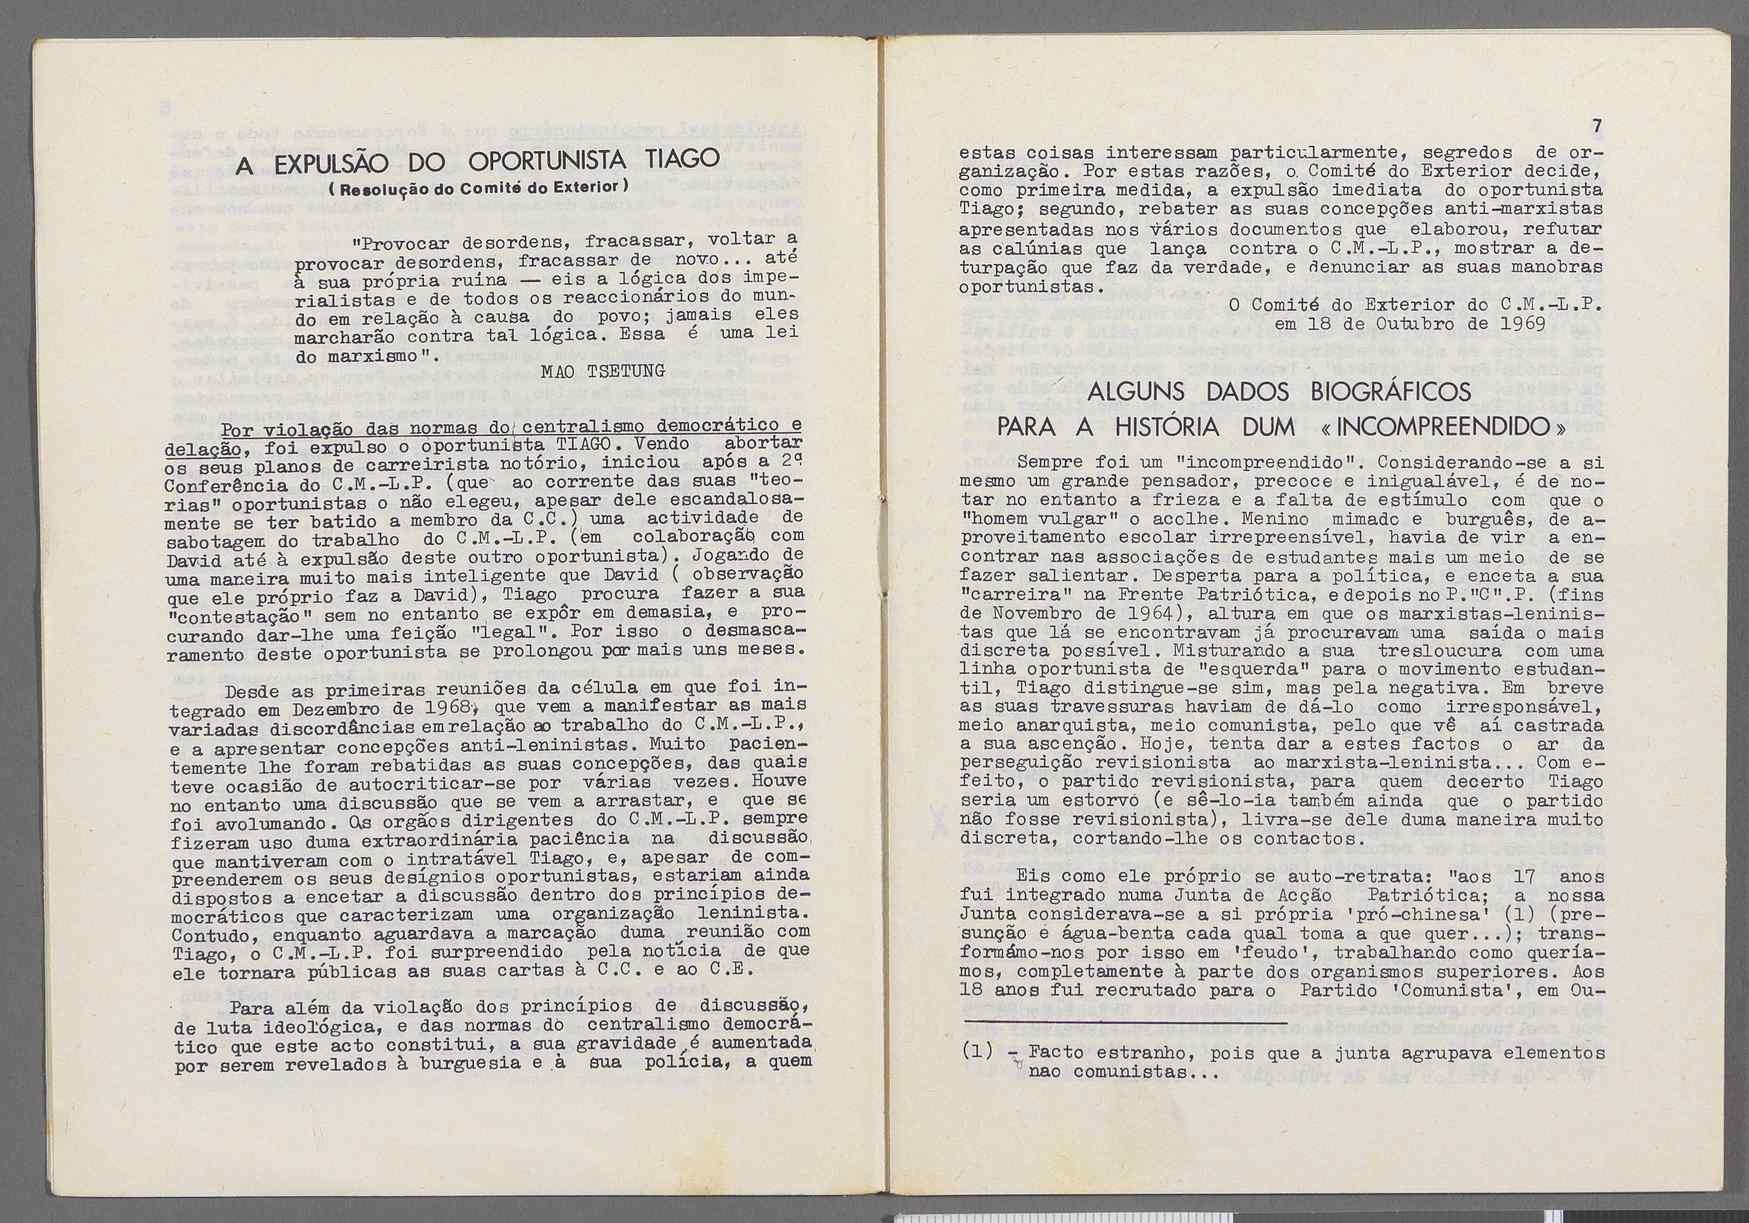 A EXPULSÃO DO OPORTUNISTA TIAGO
(Resolução do Comité do Exterior)
"Provocar desordens, fracassar, voltar a
provocar desordens, fracassar de novo... até
à sua própria ruína — eis a lógica dos impe-
rialistas e de todos os reaccionários do mun-
do em relação à causa do povo; jamais eles
marcharão contra tal lógica. Essa é uma lei
do marxismo".
MAO TSETUNG
Por violação das normas do centralismo democrático e
delação, foi expulso o oportunista TIAGO. Vendo abortar
os seus planos de carreirista notório, iniciou após a 2ª
Conferência do C.M.-L.P. (que ao corrente das suas "teo-
rias" oportunistas o não elegeu, apesar dele escandalosa-
mente se ter batido a membro da C.C.) uma actividade de
sabotagem do trabalho do C.M.-L.P. (em colaboração com
David até à expulsão deste outro oportunista). Jogando de
uma maneira muito mais inteligente que David ( observação
que ele próprio faz a David), Tiago procura fazer a sua
"contestação" sem no entanto se expôr em demasia, e pro-
curando dar-lhe uma feição "legal". Por isso o desmasca-
ramento deste oportunista se prolongou por mais uns meses.
Desde as primeiras reuniões da célula em que foi in-
tegrado em Dezembro de 1968, que vem a manifestar as mais
variadas discordâncias em relação ao trabalho do C.M.-L.P.,
e a apresentar concepções anti-leninistas. Muito pacien-
temente lhe foram rebatidas as suas concepções, das quais
teve ocasião de autocriticar-se por várias vezes. Houve
no entanto uma discussão que se vem a arrastar, e que se
foi avolumando. Os orgãos dirigentes do C.M.-L.P. sempre
fizeram uso duma extraordinária paciência na discussão
que mantiveram com o intratável Tiago, e, apesar de com-
preenderem os seus desígnios oportunistas, estariam ainda
dispostos a encetar a discussão dentro dos princípios de-
mocráticos que caracterizam uma organização leninista.
Contudo, enquanto aguardava a marcação duma reunião com
Tiago, o C.M.-L.P. foi surpreendido pela notícia de que
ele tornara públicas as suas cartas à C.C. e ao C.E.
Para além da violação dos princípios de discussão,
de luta ideológica, e das normas do centralismo democrá-
tico que este acto constitui, a sua gravidade é aumentada
por serem revelados à burguesia e à sua polícia, a quem
7
estas coisas interessam particularmente, segredos de or-
ganização. Por estas razões, o Comité do Exterior decide,
como primeira medida, a expulsão imediata do oportunista
Tiago; segundo, rebater as suas concepções anti-marxistas
apresentadas nos vários documentos que elaborou, refutar
as calúnias que lança contra o C.M.-L.P., mostrar a de-
turpação que faz da verdade, e denunciar as suas manobras
oportunistas.
O Comité do Exterior do C.M.-L.P.
em 18 de Outubro de 1969
ALGUNS DADOS BIOGRÁFICOS
PARA A HISTÓRIA DUM «INCOMPREENDIDO»
Sempre foi um "incompreendido". Considerando-se a si
mesmo um grande pensador, precoce e inigualável, é de no-
tar no entanto a frieza e a falta de estímulo com que o
"homem vulgar" o acolhe. Menino mimado e burguês, de a-
proveitamento escolar irrepreensível, havia de vir a en-
contrar nas associações de estudantes mais um meio de se
fazer salientar. Desperta para a política, e enceta a sua
"carreira" na Frente Patriótica, e depois no P."C".P. (fins
de Novembro de 1964), altura em que os marxistas-leninis-
tas que lá se encontravam já procuravam uma saída o mais
discreta possível. Misturando a sua tresloucura com uma
linha oportunista de "esquerda" para o movimento estudan-
til, Tiago distingue-se sim, mas pela negativa. Em breve
as suas travessuras haviam de dá-lo como irresponsável,
meio anarquista, meio comunista, pelo que vê aí castrada
a sua ascenção. Hoje, tenta dar a estes factos o ar da
perseguição revisionista ao marxista-leninista... Com e-
feito, o partido revisionista, para quem decerto Tiago
seria um estorvo (e sê-lo-ia também ainda que o partido
não fosse revisionista), livra-se dele duma maneira muito
discreta, cortando-lhe os contactos.
Eis como ele próprio se auto-retrata: "aos 17 anos
fui integrado numa Junta de Acção Patriótica; a nossa
Junta considerava-se a si própria 'pró-chinesa' (1) (pre-
sunção e água-benta cada qual toma a que quer...); trans-
formámo-nos por isso em 'feudo', trabalhando como quería-
mos, completamente à parte dos organismos superiores. Aos
18 anos fui recrutado para o Partido 'Comunista', em Ou-
(1) - Facto estranho, pois que a junta agrupava elementos
nao comunistas...